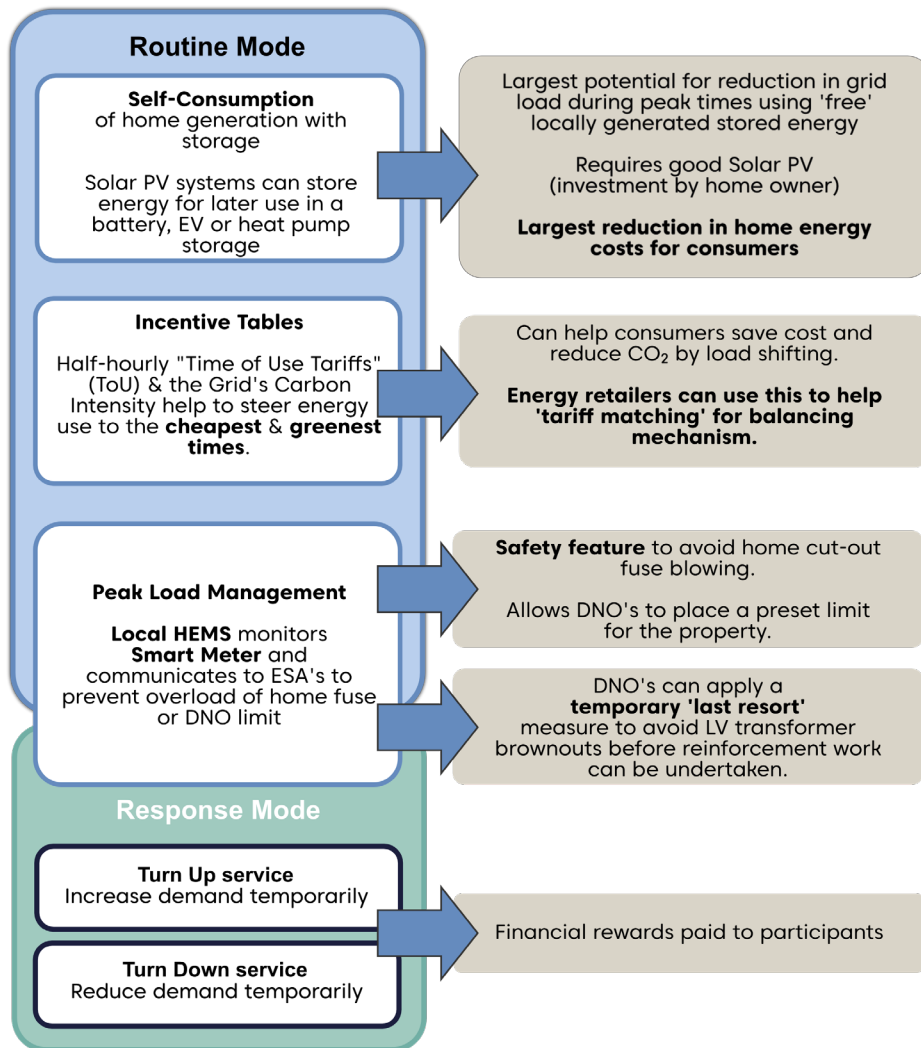 Routine Mode
Self-Consumption
of home generation with
storage
Solar PV systems can store
energy for later use in a
battery, EV or heat pump
storage
Largest potential for reduction in grid
load during peak times using 'free'
locally generated stored energy
Requires good Solar PV
(investment by home owner)
Largest reduction in home energy
costs for consumers
Incentive Tables
Half-hourly "Time of Use Tariffs"
(ToU) & the Grid's Carbon
Intensity help to steer energy
use to the cheapest & greenest
times.
Can help consumers save cost and
reduce CO₂ by load shifting.
Energy retailers can use this to help
'tariff matching' for balancing
mechanism.
Peak Load Management
Local HEMS monitors
Smart Meter and
communicates to ESA's to
prevent overload of home fuse
or DNO limit
Safety feature to avoid home cut-out
fuse blowing.
Allows DNO's to place a preset limit
for the property.
DNO's can apply a
temporary 'last resort'
measure to avoid LV transformer
brownouts before reinforcement work
can be undertaken.
Response Mode
Turn Up service
Increase demand temporarily
Turn Down service
Reduce demand temporarily
Financial rewards paid to participants